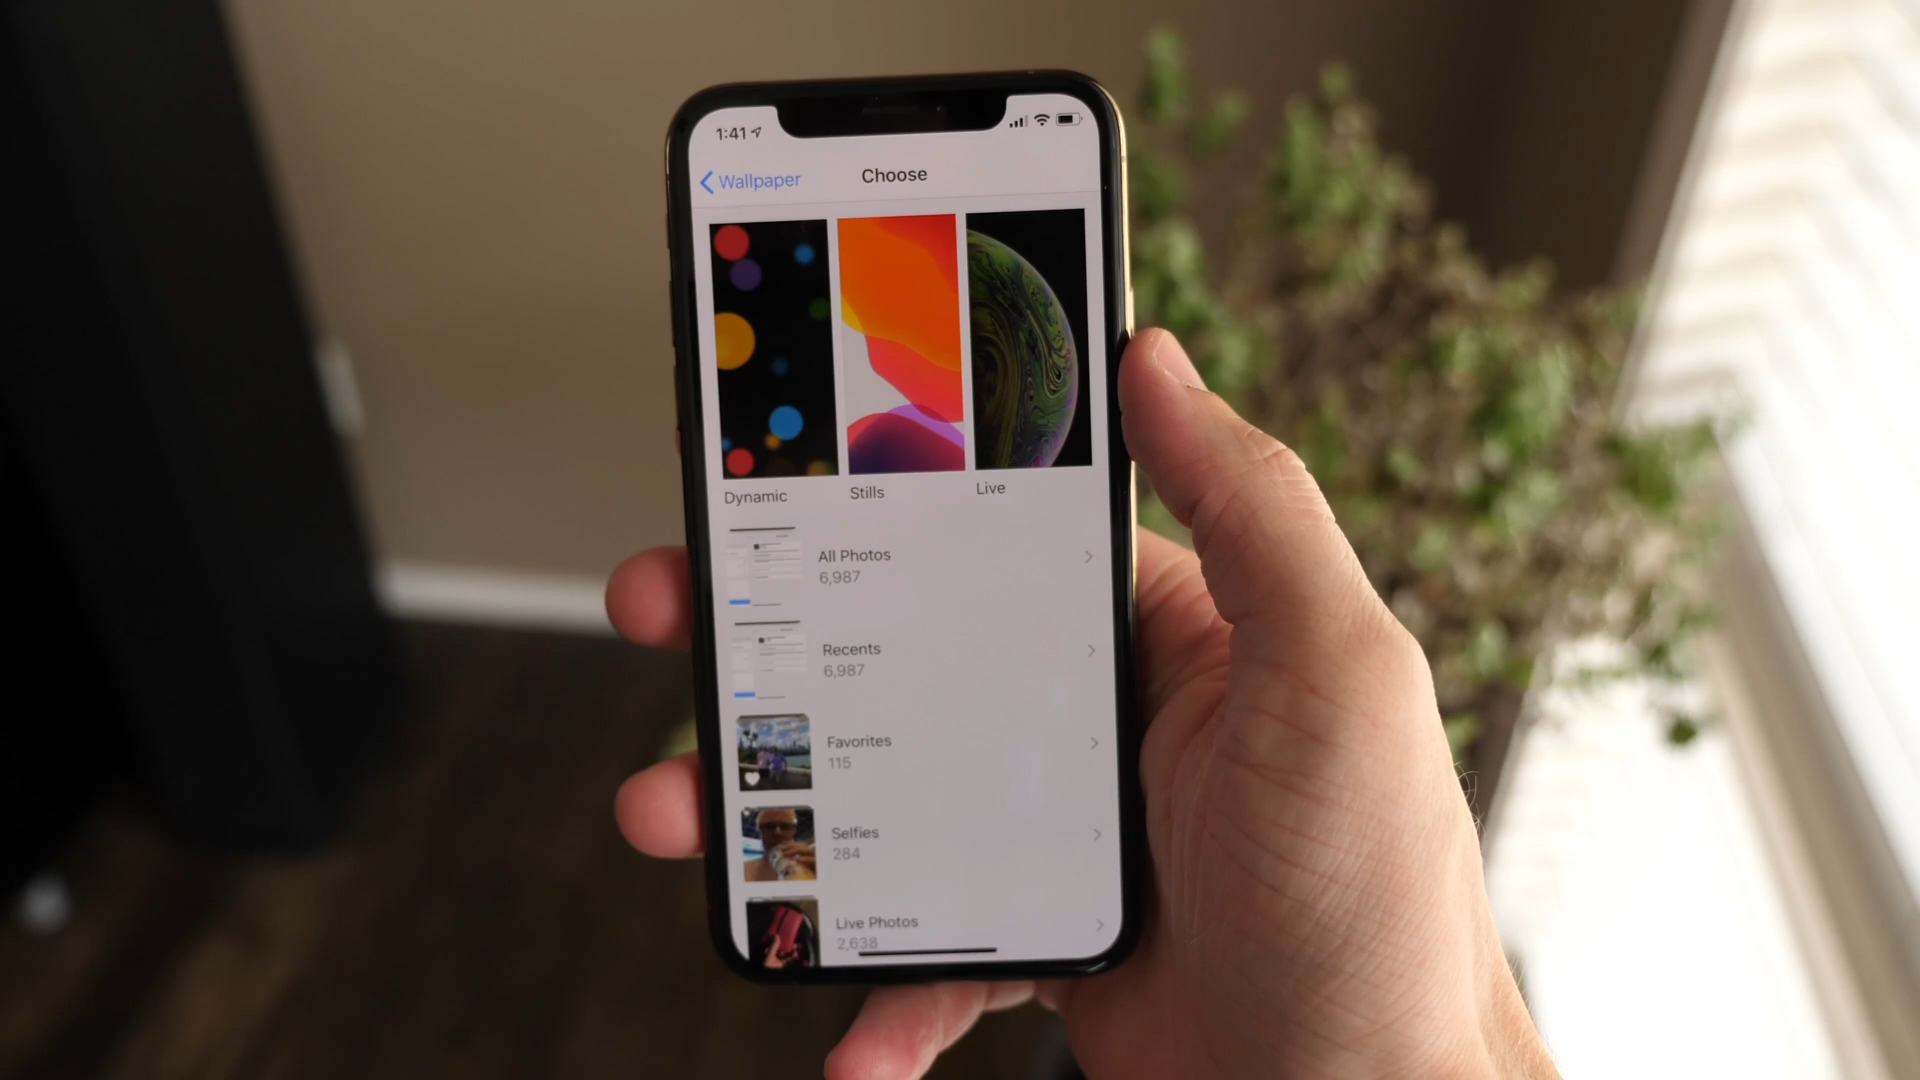 1:41
Wallpaper
Choose
Dynamic
Stills
Live
All Photos
6,987
Recents
6,987
Favorites
115
Selfies
284
Live Photos
2,638